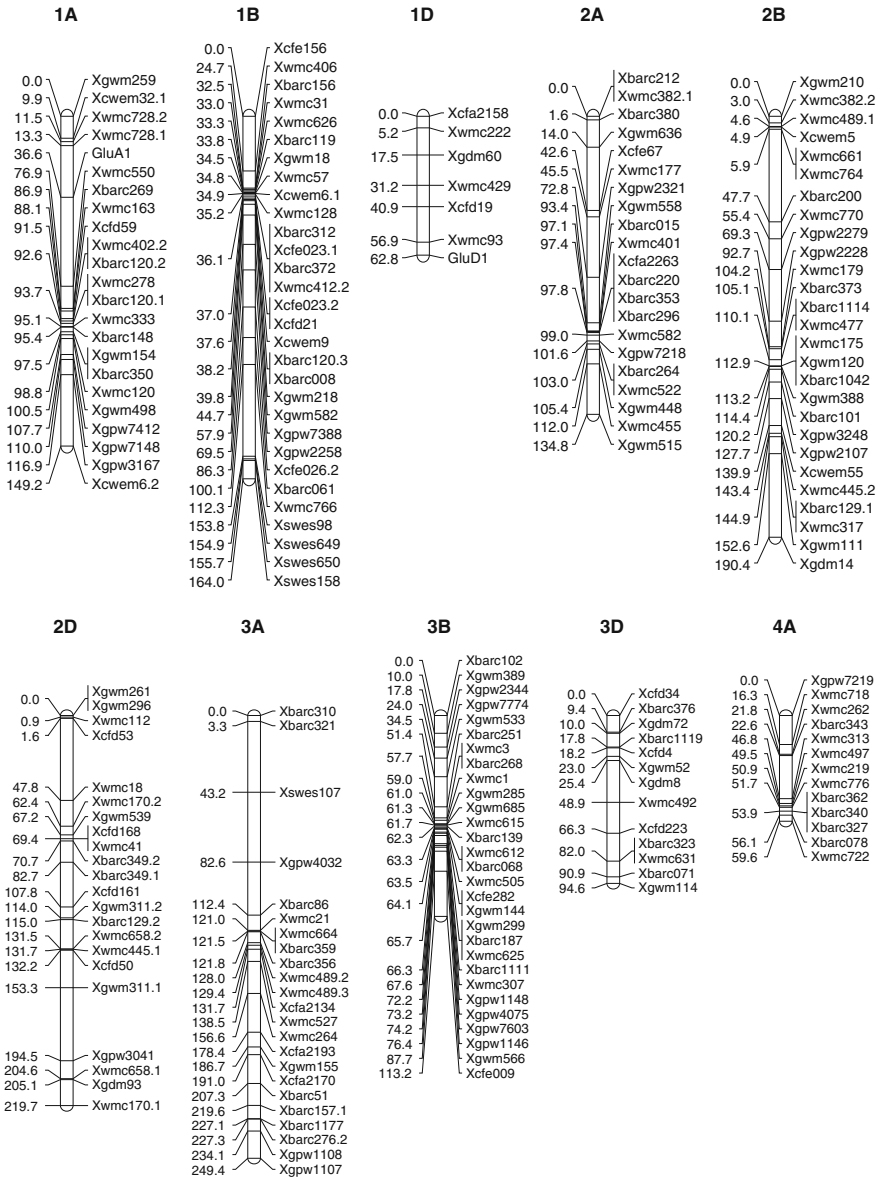 1A
0.0 Xgwm259
9.9 Xcwem32.1
11.5 Xwmc728.2
13.3 Xwmc728.1
36.6 GluA1
76.9 Xwmc550
86.9 Xbarc269
88.1 Xwmc163
91.5 Xcfd59
92.6 Xwmc402.2
Xbarc120.2
93.7 Xwmc278
Xbarc120.1
95.1 Xwmc333
95.4 Xbarc148
97.5 Xgwm154
Xbarc350
98.8 Xwmc120
100.5 Xgwm498
107.7 Xgpw7412
110.0 Xgpw7148
116.9 Xgpw3167
149.2 Xcwem6.2
1B
0.0 Xcfe156
24.7 Xwmc406
32.5 Xbarc156
33.0 Xwmc31
33.3 Xwmc626
33.8 Xbarc119
34.5 Xgwm18
34.8 Xwmc57
34.9 Xcwem6.1
35.2 Xwmc128
36.1 Xbarc312
Xcfe023.1
Xbarc372
Xwmc412.2
37.0 Xcfe023.2
Xcfd21
37.6 Xcwem9
38.2 Xbarc120.3
Xbarc008
39.8 Xgwm218
44.7 Xgwm582
57.9 Xgpw7388
69.5 Xgpw2258
86.3 Xcfe026.2
100.1 Xbarc061
112.3 Xwmc766
153.8 Xswes98
154.9 Xswes649
155.7 Xswes650
164.0 Xswes158
1D
0.0 Xcfa2158
5.2 Xwmc222
17.5 Xgdm60
31.2 Xwmc429
40.9 Xcfd19
56.9 Xwmc93
62.8 GluD1
2A
0.0 Xbarc212
Xwmc382.1
1.6 Xbarc380
14.0 Xgwm636
42.6 Xcfe67
45.5 Xwmc177
72.8 Xgpw2321
93.4 Xgwm558
97.1 Xbarc015
97.4 Xwmc401
97.8 Xcfa2263
Xbarc220
Xbarc353
Xbarc296
99.0 Xwmc582
101.6 Xgpw7218
103.0 Xbarc264
Xwmc522
105.4 Xgwm448
112.0 Xwmc455
134.8 Xgwm515
2B
0.0 Xgwm210
3.0 Xwmc382.2
4.6 Xwmc489.1
4.9 Xcwem5
5.9 Xwmc661
Xwmc764
47.7 Xbarc200
55.4 Xwmc770
69.3 Xgpw2279
92.7 Xgpw2228
104.2 Xwmc179
105.1 Xbarc373
110.1 Xbarc1114
Xwmc477
112.9 Xwmc175
Xgwm120
Xbarc1042
113.2 Xgwm388
114.4 Xbarc101
120.2 Xgpw3248
127.7 Xgpw2107
139.9 Xcwem55
143.4 Xwmc445.2
144.9 Xbarc129.1
Xwmc317
152.6 Xgwm111
190.4 Xgdm14
2D
0.0 Xgwm261
Xgwm296
0.9 Xwmc112
1.6 Xcfd53
47.8 Xwmc18
62.4 Xwmc170.2
67.2 Xgwm539
69.4 Xcfd168
Xwmc41
70.7 Xbarc349.2
82.7 Xbarc349.1
107.8 Xcfd161
114.0 Xgwm311.2
115.0 Xbarc129.2
131.5 Xwmc658.2
131.7 Xwmc445.1
132.2 Xcfd50
153.3 Xgwm311.1
194.5 Xgpw3041
204.6 Xwmc658.1
205.1 Xgdm93
219.7 Xwmc170.1
3A
0.0 Xbarc310
3.3 Xbarc321
43.2 Xswes107
82.6 Xgpw4032
112.4 Xbarc86
121.0 Xwmc21
121.5 Xwmc664
Xbarc359
121.8 Xbarc356
128.0 Xwmc489.2
129.4 Xwmc489.3
131.7 Xcfa2134
138.5 Xwmc527
156.6 Xwmc264
178.4 Xcfa2193
186.7 Xgwm155
191.0 Xcfa2170
207.3 Xbarc51
219.6 Xbarc157.1
227.1 Xbarc1177
227.3 Xbarc276.2
234.1 Xgpw1108
249.4 Xgpw1107
3B
0.0 Xbarc102
10.0 Xgwm389
17.8 Xgpw2344
24.0 Xgpw7774
34.5 Xgwm533
51.4 Xbarc251
57.7 Xwmc3
Xbarc268
59.0 Xwmc1
61.0 Xgwm285
61.3 Xgwm685
61.7 Xwmc615
62.3 Xbarc139
63.3 Xwmc612
Xbarc068
63.5 Xwmc505
64.1 Xcfe282
Xgwm144
65.7 Xgwm299
Xbarc187
Xwmc625
66.3 Xbarc1111
67.6 Xwmc307
72.2 Xgpw1148
73.2 Xgpw4075
74.2 Xgpw7603
76.4 Xgpw1146
87.7 Xgwm566
113.2 Xcfe009
3D
0.0 Xcfd34
9.4 Xbarc376
10.0 Xgdm72
17.8 Xbarc1119
18.2 Xcfd4
23.0 Xgwm52
25.4 Xgdm8
48.9 Xwmc492
66.3 Xcfd223
82.0 Xbarc323
Xwmc631
90.9 Xbarc071
94.6 Xgwm114
4A
0.0 Xgpw7219
16.3 Xwmc718
21.8 Xwmc262
22.6 Xbarc343
46.8 Xwmc313
49.5 Xwmc497
50.9 Xwmc219
51.7 Xwmc776
53.9 Xbarc362
Xbarc340
Xbarc327
56.1 Xbarc078
59.6 Xwmc722